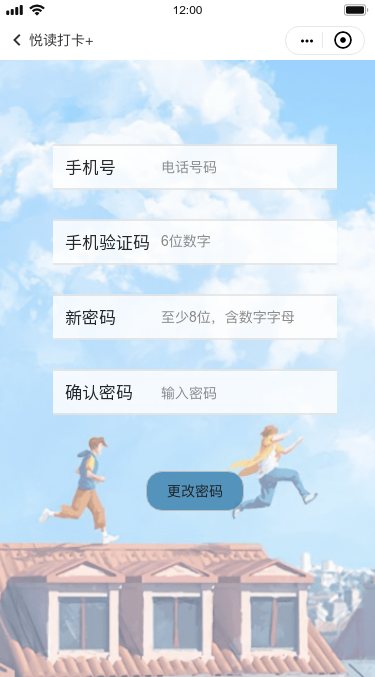 12:00
悦读打卡+
手机号 电话号码
手机验证码 6位数字
新密码 至少8位，含数字字母
确认密码 输入密码
更改密码